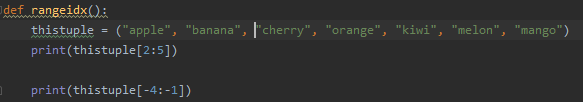 def rangeidx():
    thistuple = ("apple", "banana", "cherry", "orange", "kiwi", "melon", "mango")
    print(thistuple[2:5])
    print(thistuple[-4:-1])